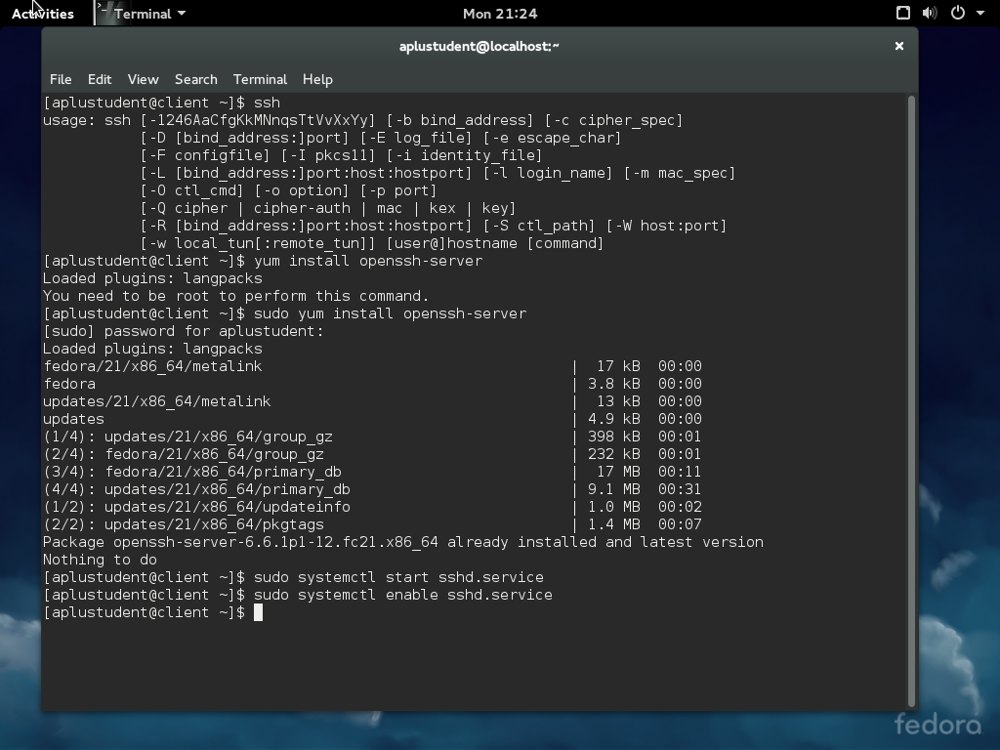 Activities Terminal Mon 21:24
aplustudent@localhost:~
File Edit View Search Terminal Help
[aplustudent@client ~]$ ssh
usage: ssh [-1246AaCfgKkMNnqsTtVvXxYy] [-b bind_address] [-c cipher_spec]
           [-D [bind_address:]port] [-E log_file] [-e escape_char]
           [-F configfile] [-I pkcs11] [-i identity_file]
           [-L [bind_address:]port:host:hostport] [-l login_name] [-m mac_spec]
           [-O ctl_cmd] [-o option] [-p port]
           [-Q cipher | cipher-auth | mac | kex | key]
           [-R [bind_address:]port:host:hostport] [-S ctl_path] [-W host:port]
           [-w local_tun[:remote_tun]] [user@]hostname [command]
[aplustudent@client ~]$ yum install openssh-server
Loaded plugins: langpacks
You need to be root to perform this command.
[aplustudent@client ~]$ sudo yum install openssh-server
[sudo] password for aplustudent:
Loaded plugins: langpacks
fedora/21/x86_64/metalink                                   |  17 kB  00:00
fedora                                                      | 3.8 kB  00:00
updates/21/x86_64/metalink                                  |  13 kB  00:00
updates                                                     | 4.9 kB  00:00
(1/4): updates/21/x86_64/group_gz                           | 398 kB  00:01
(2/4): fedora/21/x86_64/group_gz                            | 232 kB  00:01
(3/4): fedora/21/x86_64/primary_db                          |  17 MB  00:11
(4/4): updates/21/x86_64/primary_db                         | 9.1 MB  00:31
(1/2): updates/21/x86_64/updateinfo                         | 1.0 MB  00:02
(2/2): updates/21/x86_64/pkgtags                            | 1.4 MB  00:07
Package openssh-server-6.6.1p1-12.fc21.x86_64 already installed and latest version
Nothing to do
[aplustudent@client ~]$ sudo systemctl start sshd.service
[aplustudent@client ~]$ sudo systemctl enable sshd.service
[aplustudent@client ~]$
fedora